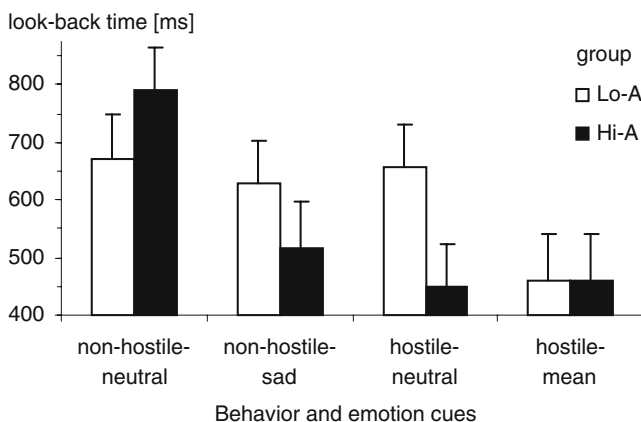 look-back time [ms]
800
700
600
450
400
group
Lo-A
Hi-A
non-hostile-
neutral
non-hostile-
sad
hostile-
neutral
hostile-
mean
Behavior and emotion cues